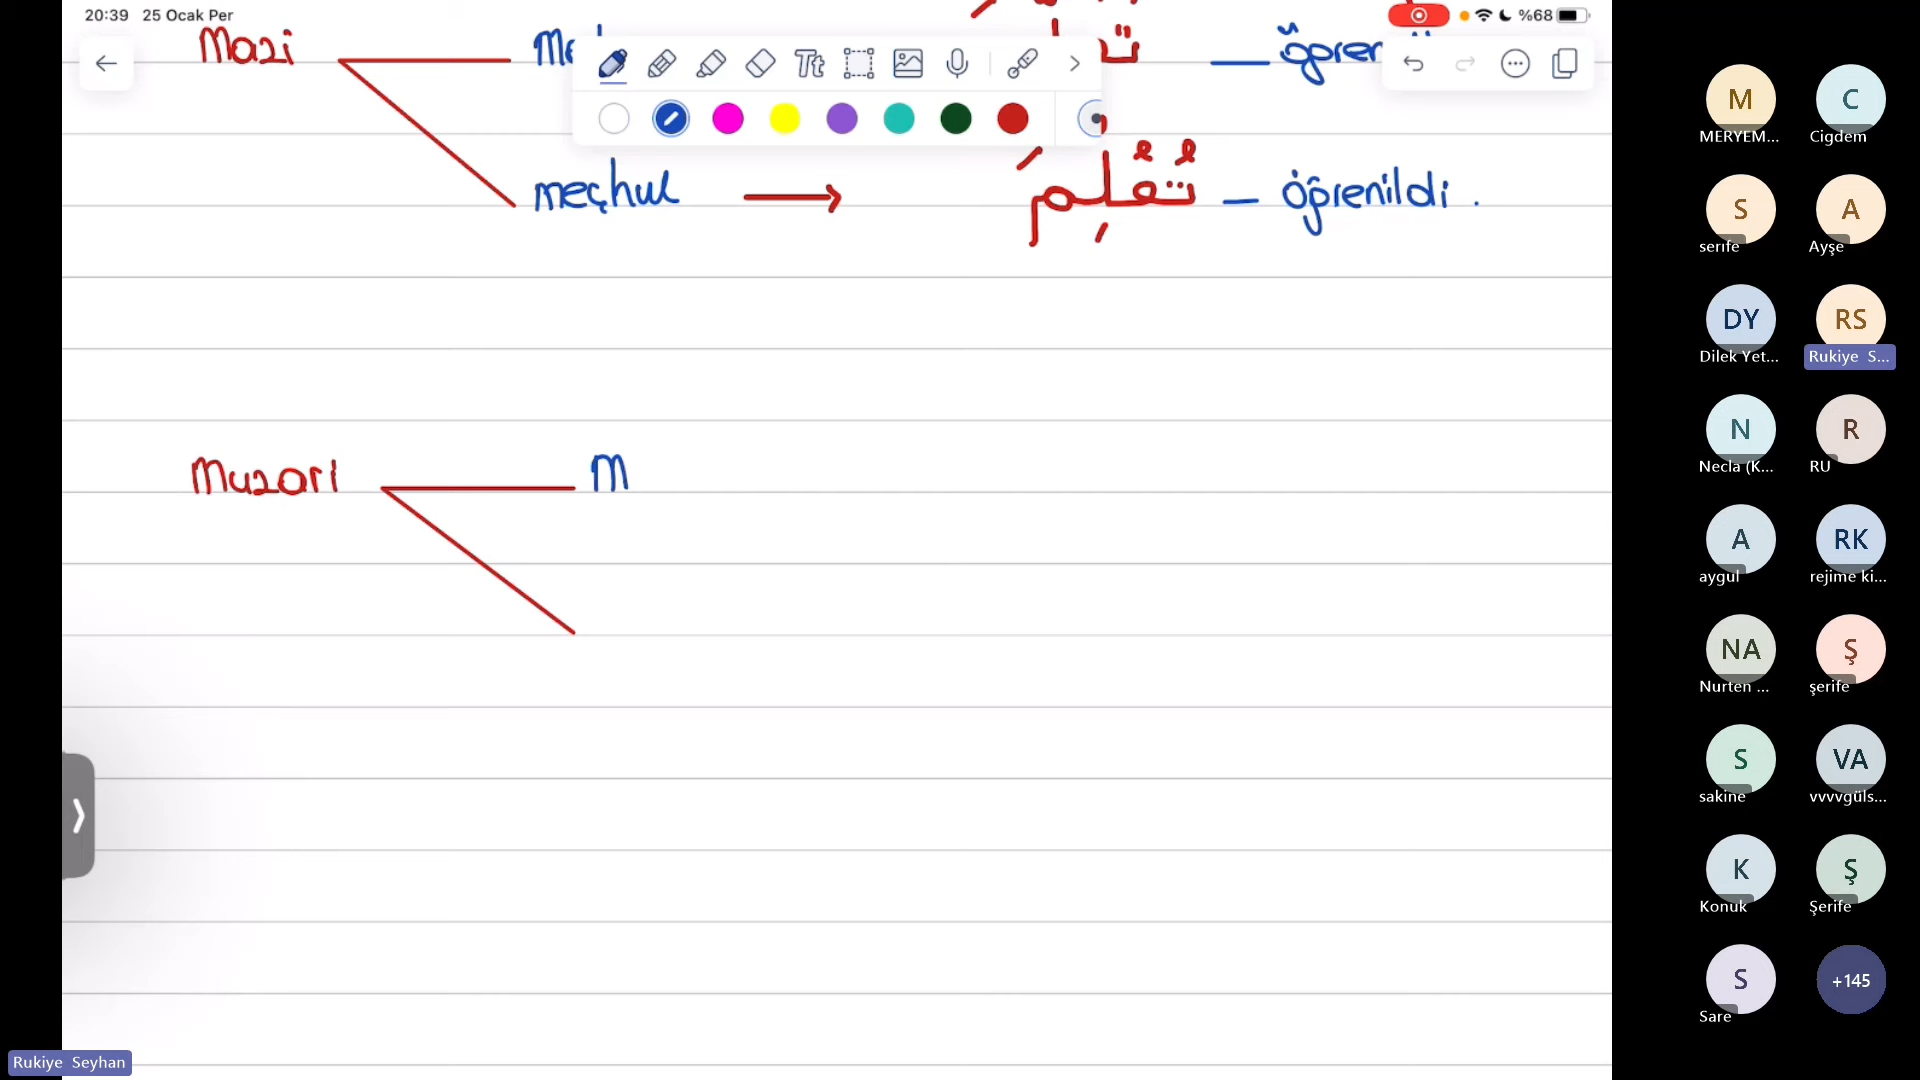 20:39 25 Ocak Per %68
Mazi
meçhul → تُعُلِّمَ — öğrenildi .
Muzari M
M C
MERYEM... Cigdem
S A
serife Ayşe
DY RS
Dilek Yet... Rukiye S...
N R
Necla (K... RU
A RK
aygul rejime ki...
NA Ş
Nurten ... şerife
S VA
sakine vvvvgüls...
K Ş
Konuk Şerife
S +145
Sare
Rukiye Seyhan